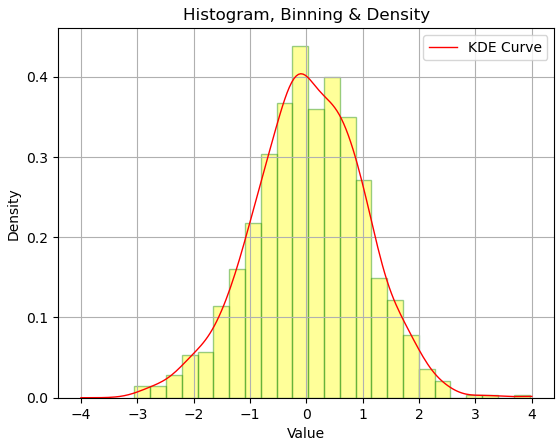 Histogram, Binning & Density
KDE Curve
Density
0.4
0.3
0.2
0.1
0.0
−4 −3 −2 −1 0 1 2 3 4
Value